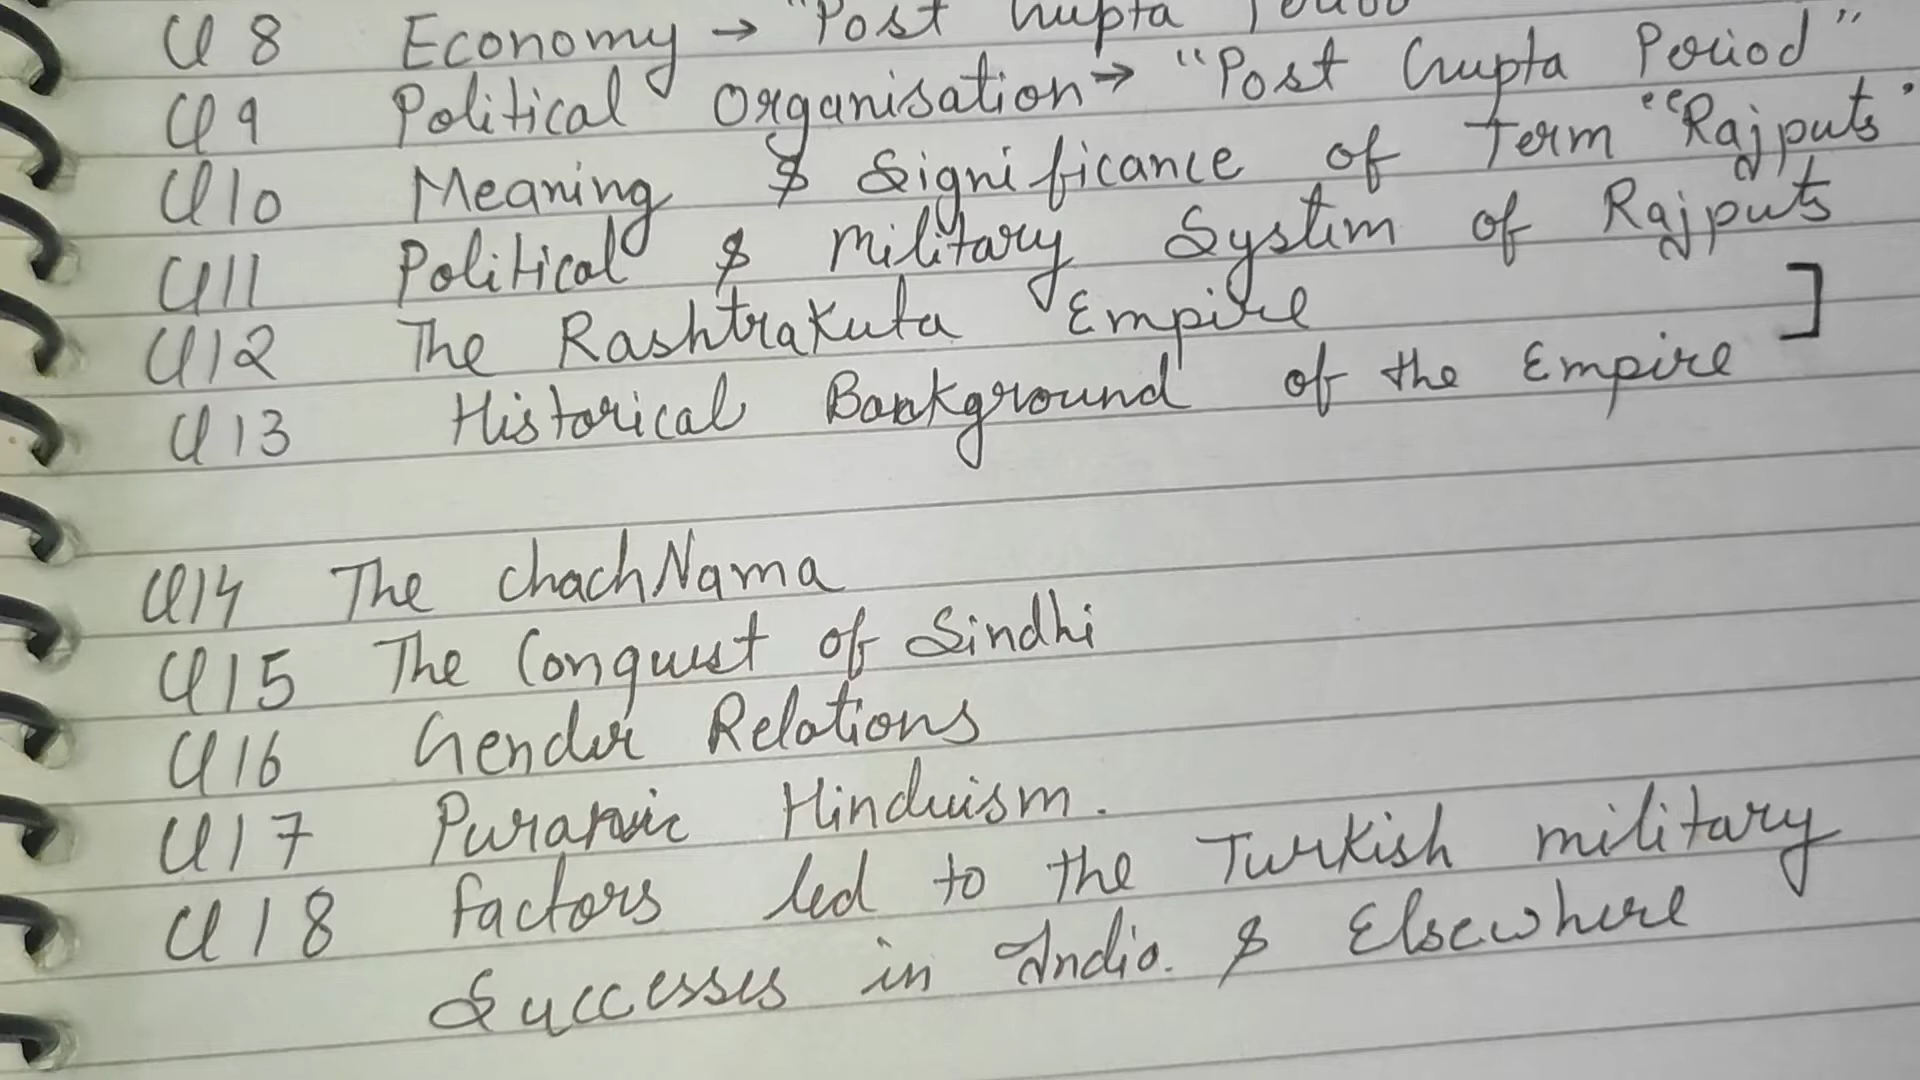 Q 8 Economy → "Post Gupta Period
Q 9 Political Organisation → "Post Gupta Period"
Q 10 Meaning & Significance of Term "Rajputs"
Q 11 Political & Military System of Rajputs
Q 12 The Rashtrakuta Empire ]
Q 13 Historical Background of the Empire
Q 14 The ChachNama
Q 15 The Conquest of Sindhi
Q 16 Gender Relations
Q 17 Puranic Hinduism.
Q 18 factors led to the Turkish military
Successes in India. & Elsewhere